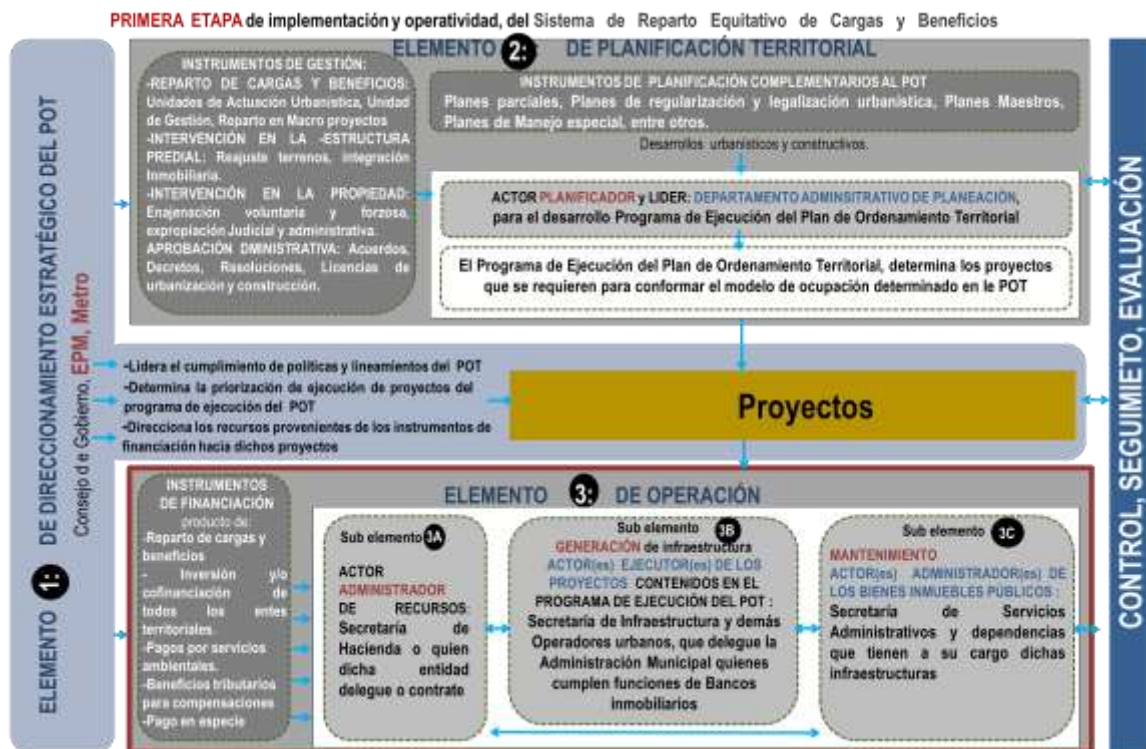 PRIMERA ETAPA de implementación y operatividad, del Sistema de Reparto Equitativo de Cargas y Beneficios
ELEMENTO 1: DE DIRECCIONAMIENTO ESTRATÉGICO DEL POT
Consejo de Gobierno, EPM, Metro
ELEMENTO 2: DE PLANIFICACIÓN TERRITORIAL
INSTRUMENTOS DE GESTIÓN:
-REPARTO DE CARGAS Y BENEFICIOS:
Unidades de Actuación Urbanística, Unidad
de Gestión, Reparto en Macro proyectos
-INTERVENCIÓN EN LA -ESTRUCTURA
PREDIAL: Reajuste terrenos, integración
Inmobiliaria.
-INTERVENCIÓN EN LA PROPIEDAD:
Enajenación voluntaria y forzosa,
expropiación Judicial y administrativa.
APROBACIÓN DMINISTRATIVA: Acuerdos,
Decretos, Resoluciones, Licencias de
urbanización y construcción.
INSTRUMENTOS DE PLANIFICACIÓN COMPLEMENTARIOS AL POT
Planes parciales, Planes de regularización y legalización urbanística, Planes Maestros,
Planes de Manejo especial, entre otros.
Desarrollos urbanísticos y constructivos.
ACTOR PLANIFICADOR y LIDER: DEPARTAMENTO ADMINSITRATIVO DE PLANEACIÓN,
para el desarrollo Programa de Ejecución del Plan de Ordenamiento Territorial
El Programa de Ejecución del Plan de Ordenamiento Territorial, determina los proyectos
que se requieren para conformar el modelo de ocupación determinado en le POT
-Lidera el cumplimiento de políticas y lineamientos del POT
-Determina la priorización de ejecución de proyectos del
programa de ejecución del POT
-Direcciona los recursos provenientes de los instrumentos de
financiación hacia dichos proyectos
Proyectos
ELEMENTO 3: DE OPERACIÓN
INSTRUMENTOS
DE FINANCIACIÓN
producto de:
-Reparto de cargas y
beneficios
- Inversión y/o
cofinanciación de
todos los entes
territoriales.
-Pagos por servicios
ambientales.
-Beneficios tributarios
para compensaciones
-Pago en especie
Sub elemento 3A
ACTOR
ADMINISTRADOR
DE RECURSOS:
Secretaría de
Hacienda o quien
dicha entidad
delegue o contrate
Sub elemento 3B
GENERACIÓN de infraestructura
ACTOR(es) EJECUTOR(es) DE LOS
PROYECTOS CONTENIDOS EN EL
PROGRAMA DE EJECUCIÓN DEL POT :
Secretaría de Infraestructura y demás
Operadores urbanos, que delegue la
Administración Municipal quienes
cumplen funciones de Bancos
inmobiliarios
Sub elemento 3C
MANTENIMIENTO
ACTOR(es) ADMINISTRADOR(es) DE
LOS BIENES INMUEBLES PÚBLICOS :
Secretaría de Servicios
Administrativos y dependencias
que tienen a su cargo dichas
infraestructuras
CONTROL, SEGUIMIETO, EVALUACIÓN